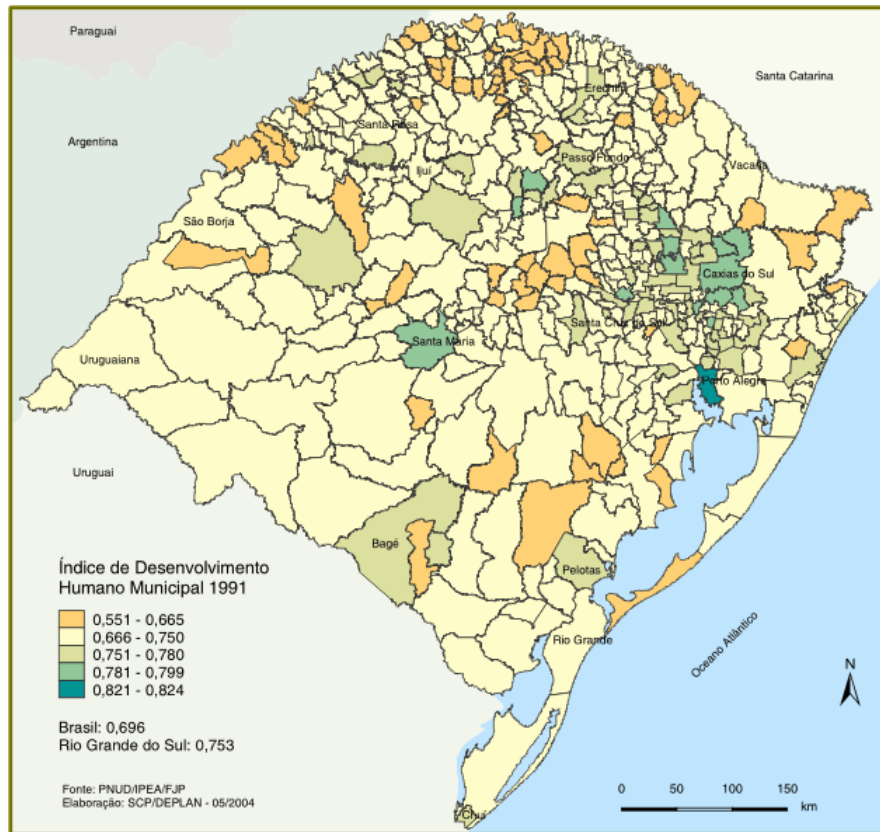 Paraguai
Santa Catarina
Erechim
Argentina
Santa Rosa
Passo Fundo
Vacaria
Ijuí
São Borja
Caxias do Sul
Santa Cruz do Sul
Santa Maria
Uruguaiana
Porto Alegre
Uruguai
Bagé
Pelotas
Rio Grande
Oceano Atlântico
Chuí
Índice de Desenvolvimento
Humano Municipal 1991
0,551 - 0,665
0,666 - 0,750
0,751 - 0,780
0,781 - 0,799
0,821 - 0,824
Brasil: 0,696
Rio Grande do Sul: 0,753
Fonte: PNUD/IPEA/FJP
Elaboração: SCP/DEPLAN - 05/2004
N
0 50 100 150
km